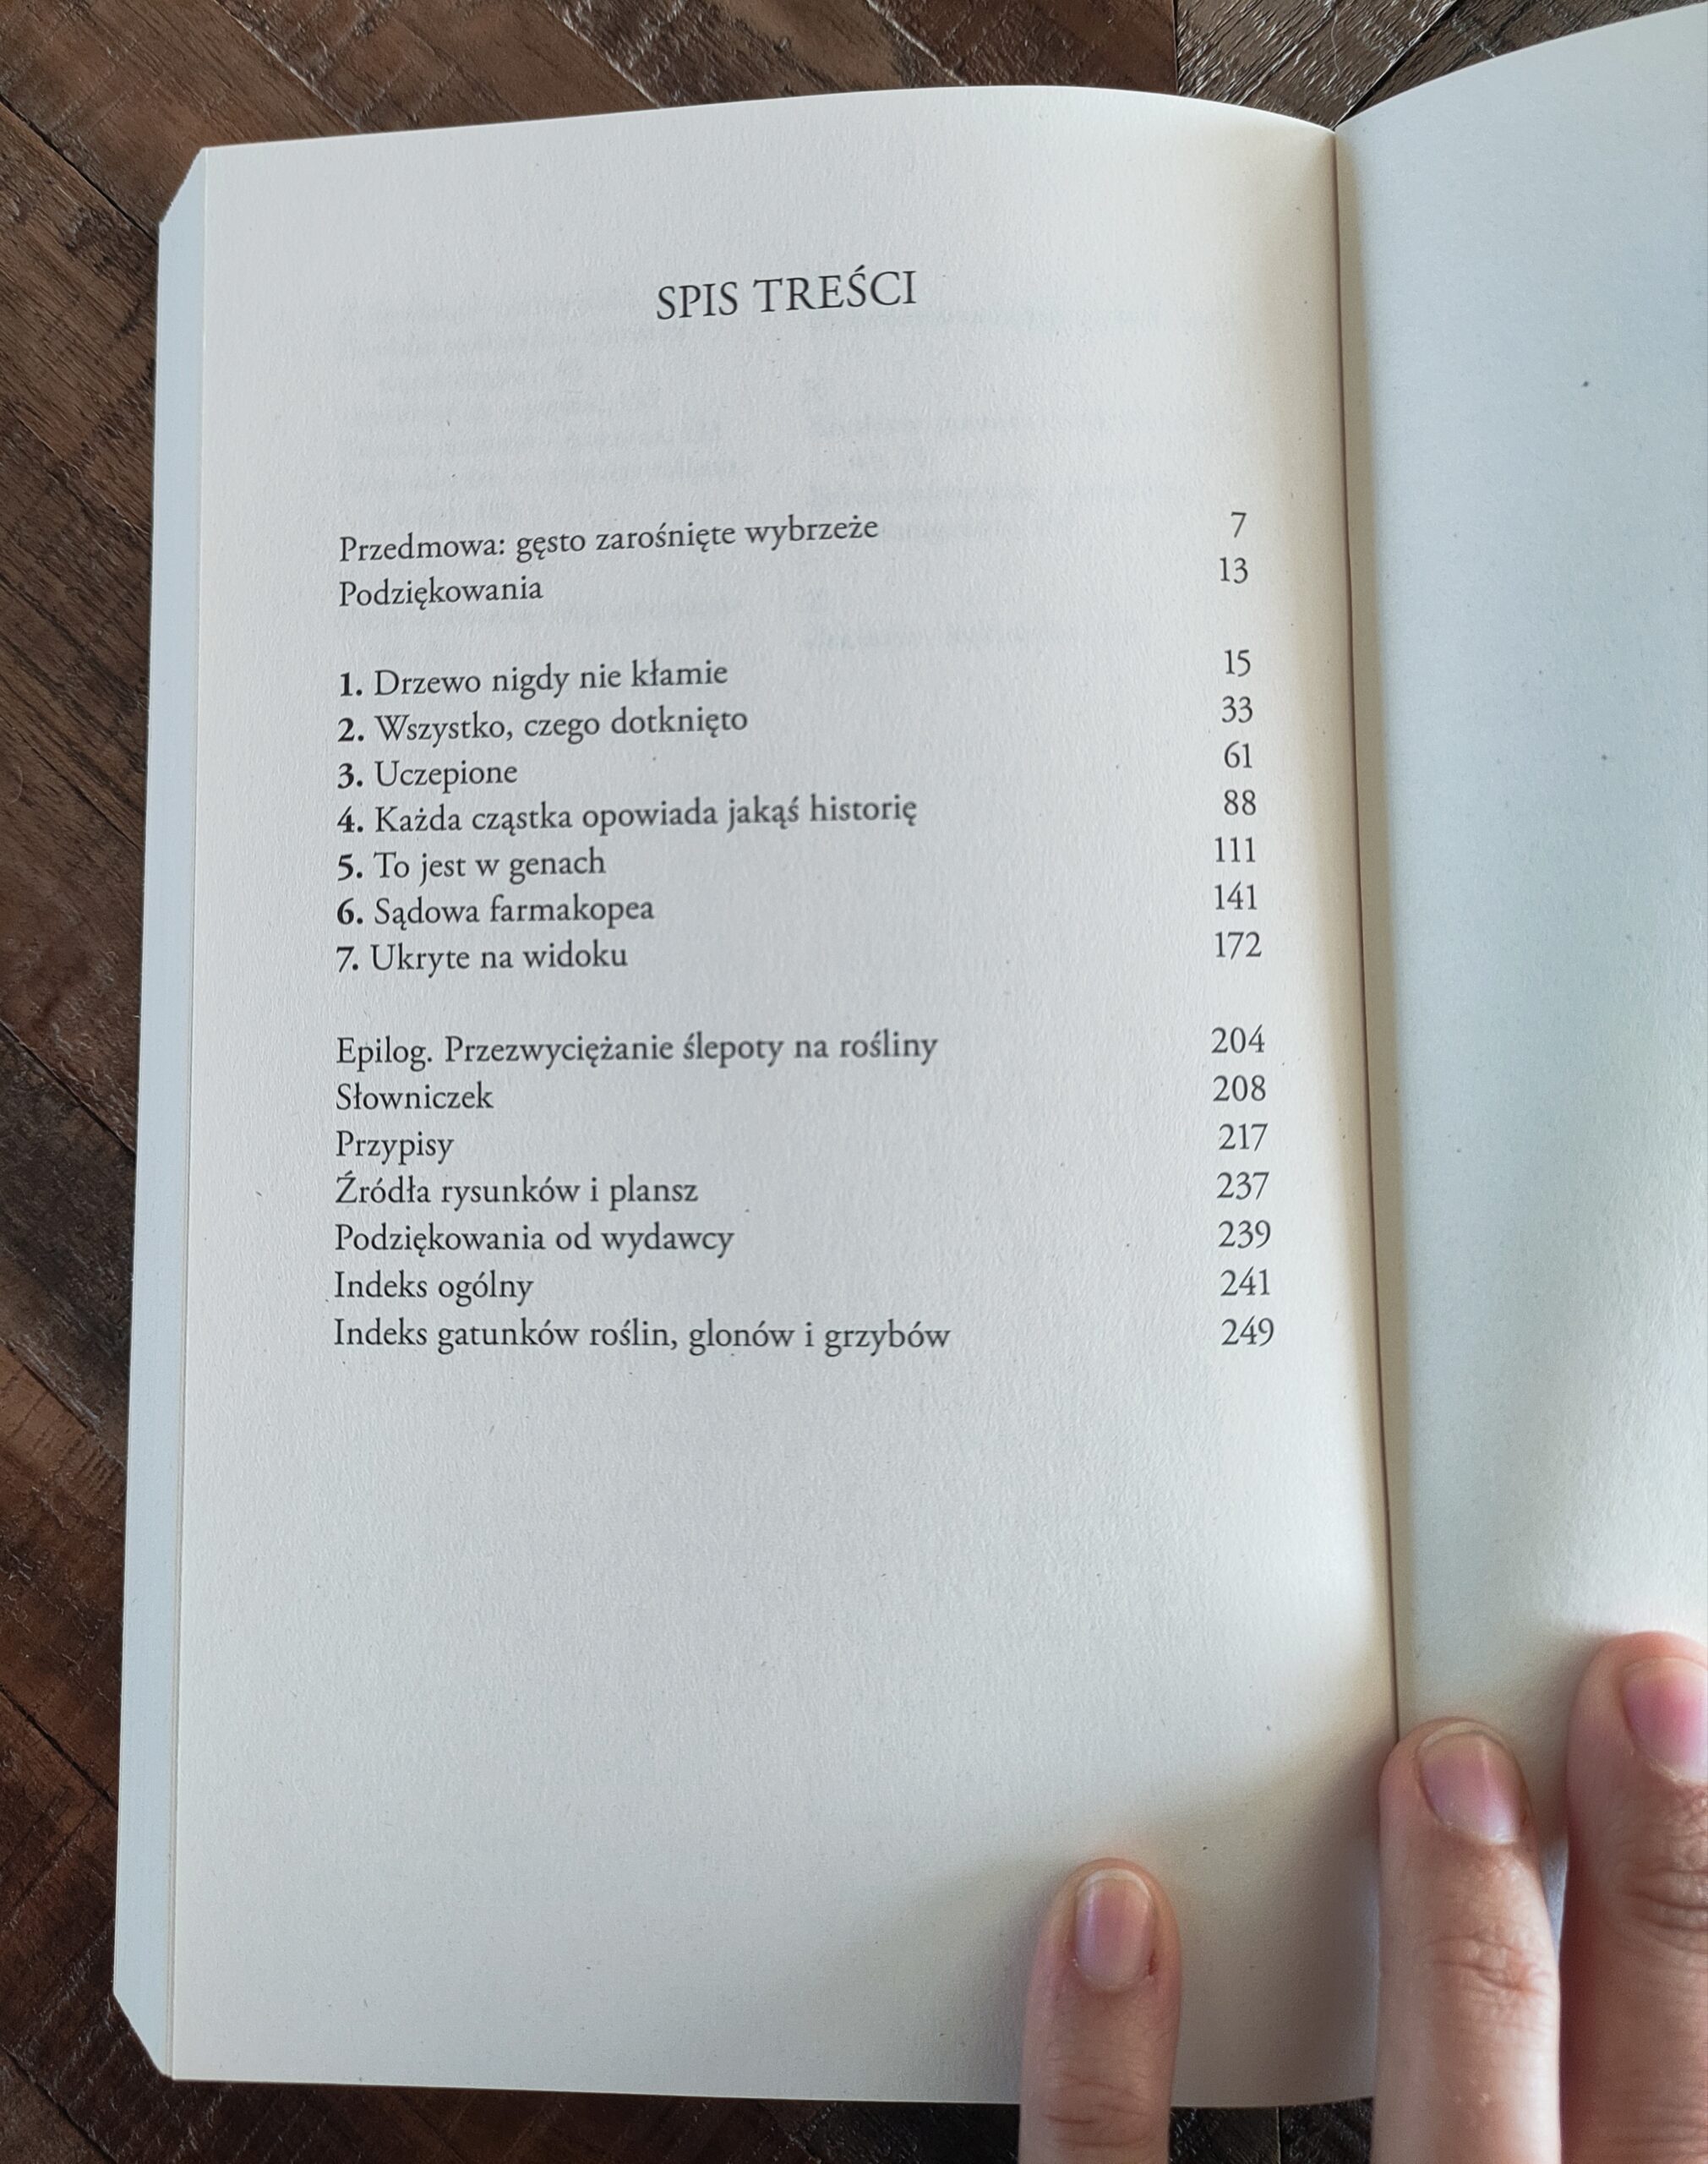 SPIS TREŚCI
Przedmowa: gęsto zarośnięte wybrzeże 7
Podziękowania 13
1. Drzewo nigdy nie kłamie 15
2. Wszystko, czego dotknięto 33
3. Uczepione 61
4. Każda cząstka opowiada jakąś historię 88
5. To jest w genach 111
6. Sądowa farmakopea 141
7. Ukryte na widoku 172
Epilog. Przezwyciężanie ślepoty na rośliny 204
Słowniczek 208
Przypisy 217
Źródła rysunków i plansz 237
Podziękowania od wydawcy 239
Indeks ogólny 241
Indeks gatunków roślin, glonów i grzybów 249